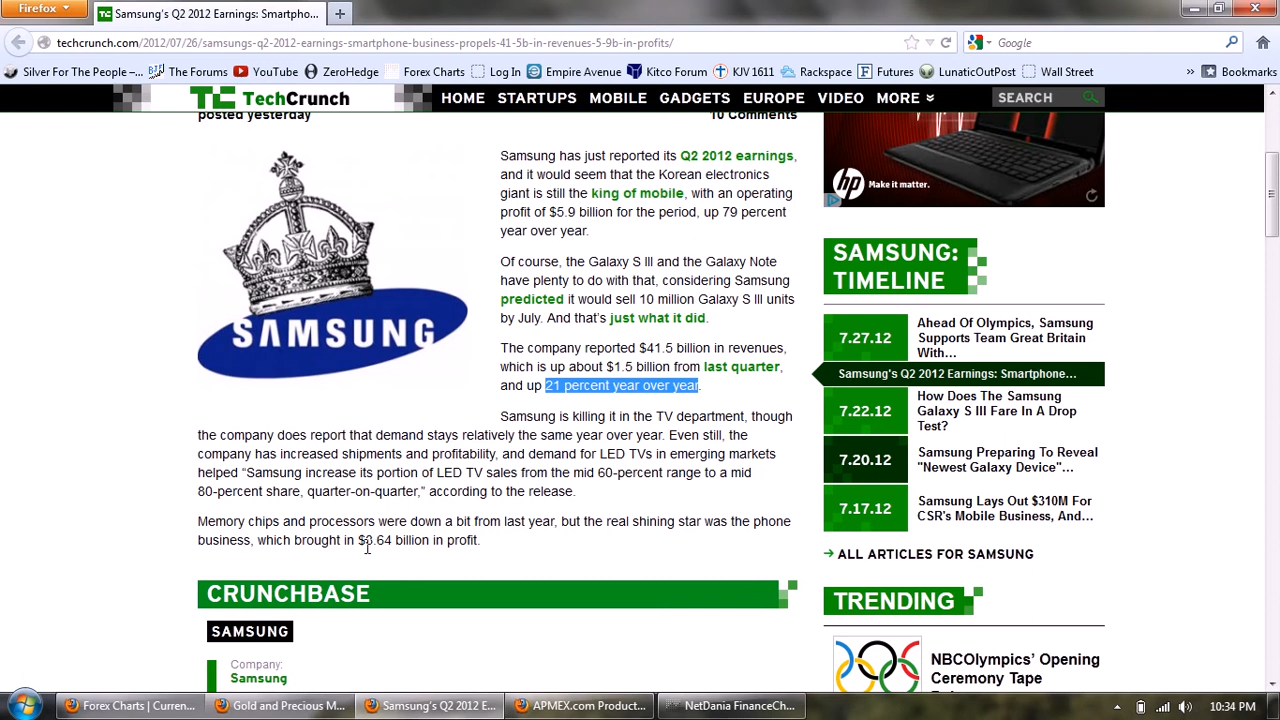 Firefox
Samsung's Q2 2012 Earnings: Smartpho...
techcrunch.com/2012/07/26/samsungs-q2-2012-earnings-smartphone-business-propels-41-5b-in-revenues-5-9b-in-profits/
Google
Silver For The People –...
The Forums
YouTube
ZeroHedge
Forex Charts
Log In
Empire Avenue
Kitco Forum
KJV 1611
Rackspace
Futures
LunaticOutPost
Wall Street
»
Bookmarks
TC TechCrunch
HOME STARTUPS MOBILE GADGETS EUROPE VIDEO MORE
SEARCH
posted yesterday
10 Comments
SAMSUNG
Samsung has just reported its Q2 2012 earnings,
and it would seem that the Korean electronics
giant is still the king of mobile, with an operating
profit of $5.9 billion for the period, up 79 percent
year over year.
Of course, the Galaxy S III and the Galaxy Note
have plenty to do with that, considering Samsung
predicted it would sell 10 million Galaxy S III units
by July. And that's just what it did.
The company reported $41.5 billion in revenues,
which is up about $1.5 billion from last quarter,
and up 21 percent year over year.
Samsung is killing it in the TV department, though
the company does report that demand stays relatively the same year over year. Even still, the
company has increased shipments and profitability, and demand for LED TVs in emerging markets
helped “Samsung increase its portion of LED TV sales from the mid 60-percent range to a mid
80-percent share, quarter-on-quarter,” according to the release.
Memory chips and processors were down a bit from last year, but the real shining star was the phone
business, which brought in $3.64 billion in profit.
CRUNCHBASE
SAMSUNG
Company:
Samsung
hp
Make it matter.
SAMSUNG:
TIMELINE
7.27.12
Ahead Of Olympics, Samsung
Supports Team Great Britain
With...
Samsung's Q2 2012 Earnings: Smartphone...
7.22.12
How Does The Samsung
Galaxy S III Fare In A Drop
Test?
7.20.12
Samsung Preparing To Reveal
"Newest Galaxy Device"...
7.17.12
Samsung Lays Out $310M For
CSR's Mobile Business, And...
ALL ARTICLES FOR SAMSUNG
TRENDING
NBCOlympics' Opening
Ceremony Tape
Forex Charts | Curren...
Gold and Precious M...
Samsung's Q2 2012 E...
APMEX.com Product...
NetDania FinanceCh...
10:34 PM